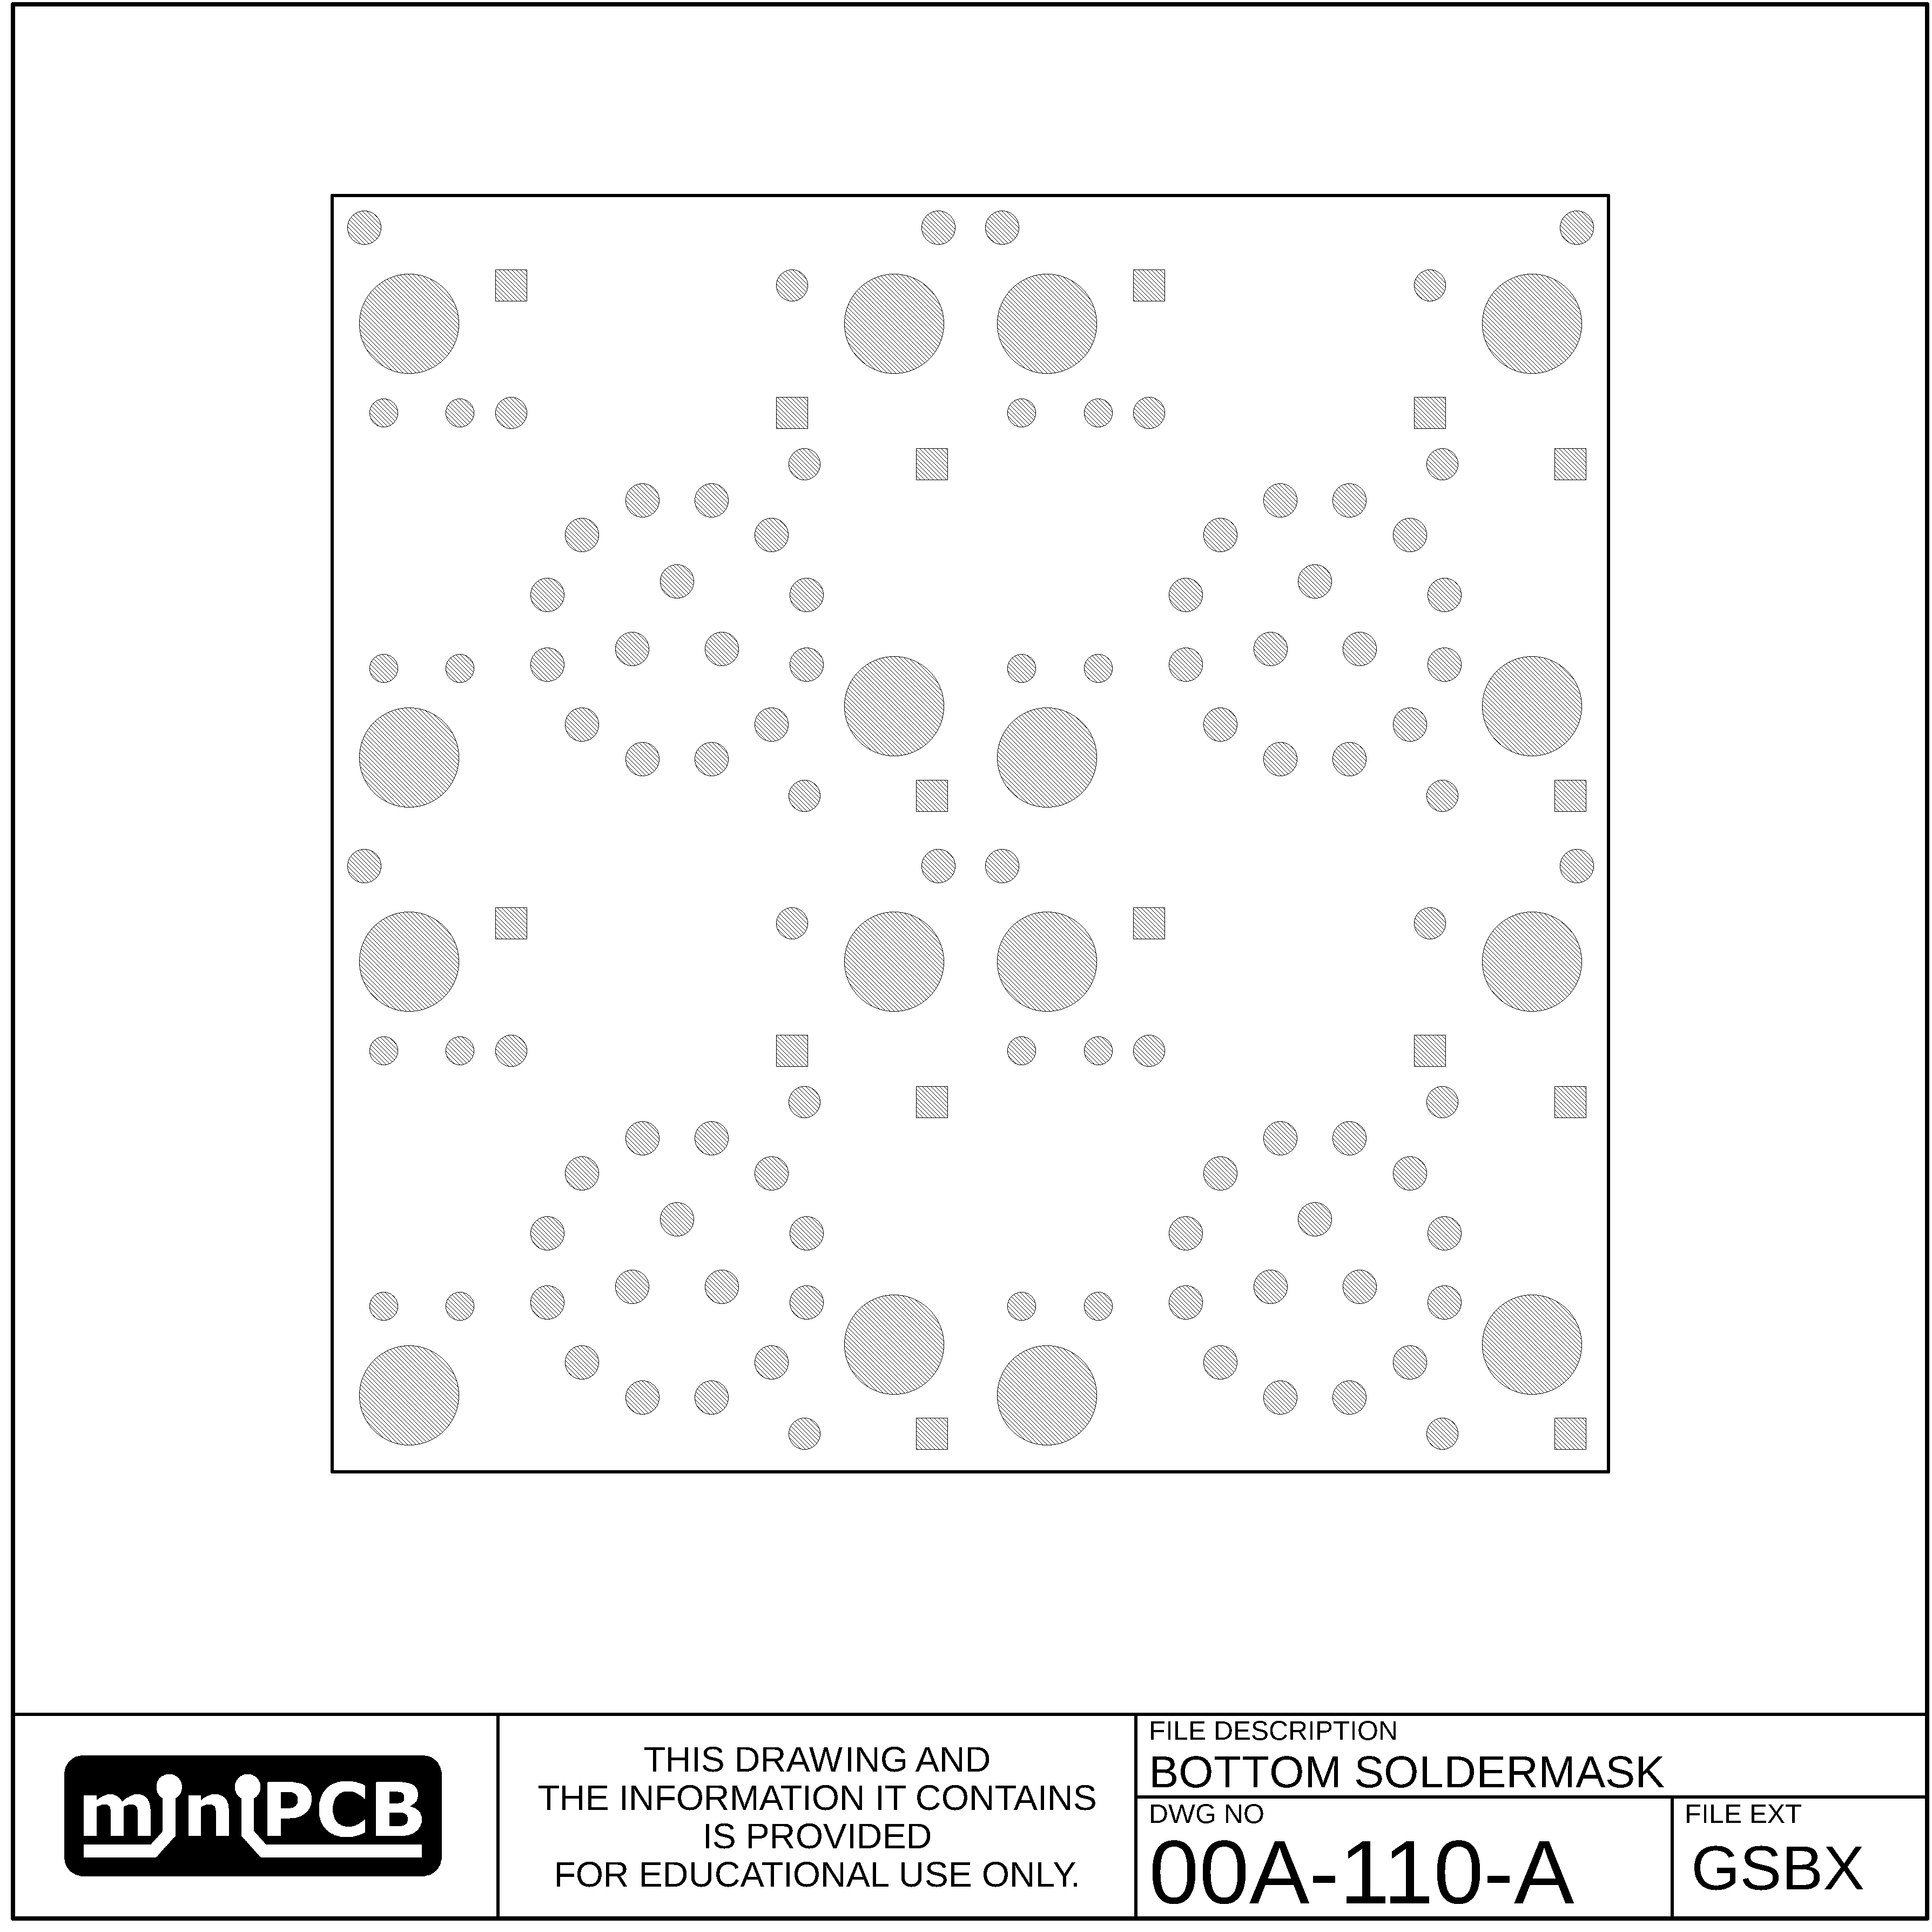 miniPCB
THIS DRAWING AND
THE INFORMATION IT CONTAINS
IS PROVIDED
FOR EDUCATIONAL USE ONLY.
FILE DESCRIPTION
BOTTOM SOLDERMASK
DWG NO
00A-110-A
FILE EXT
GSBX